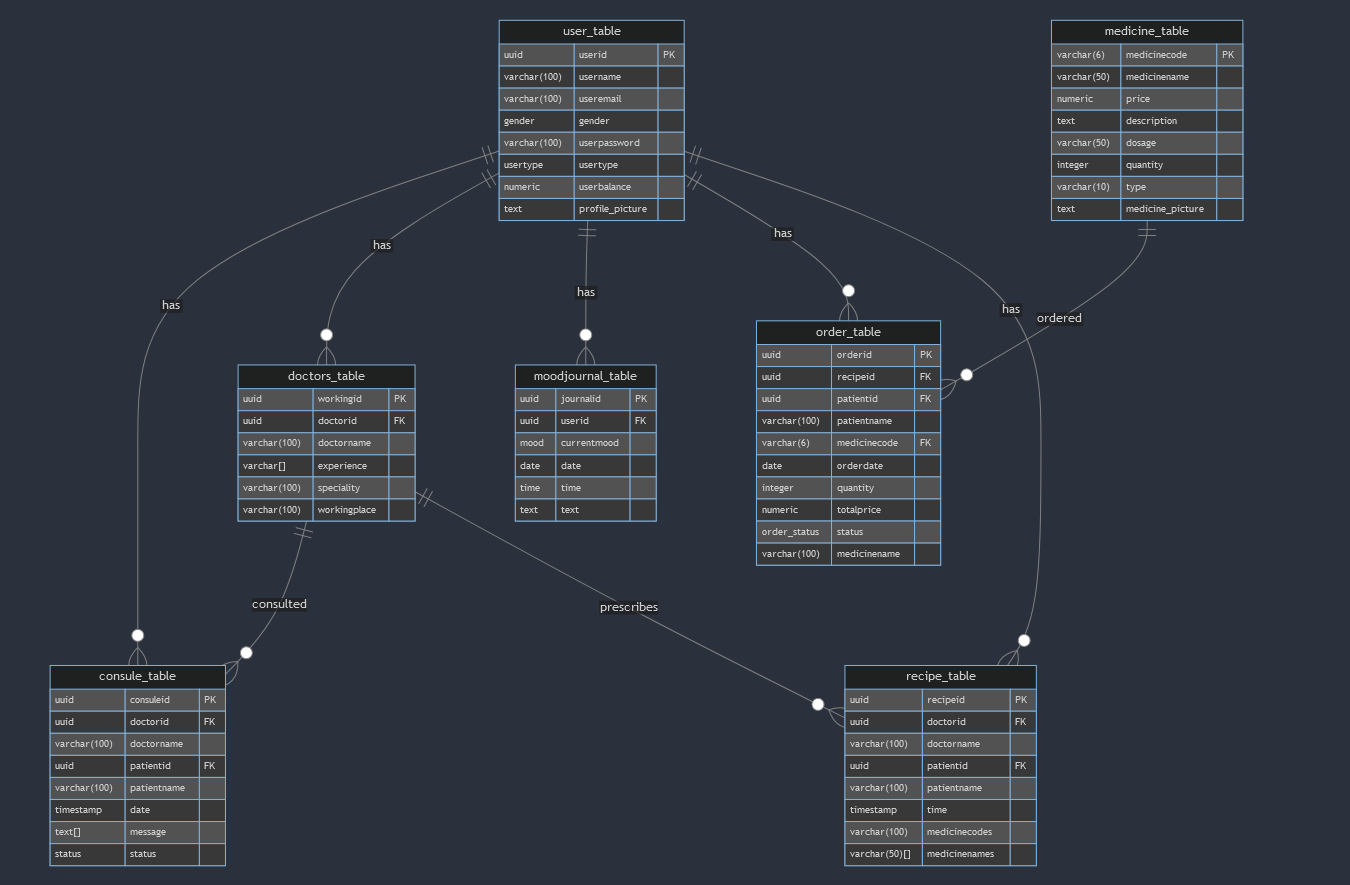 user_table
uuid userid PK
varchar(100) username
varchar(100) useremail
gender gender
varchar(100) userpassword
usertype usertype
numeric userbalance
text profile_picture
medicine_table
varchar(6) medicinecode PK
varchar(50) medicinename
numeric price
text description
varchar(50) dosage
integer quantity
varchar(10) type
text medicine_picture
has
has
has
has
has
ordered
doctors_table
uuid workingid PK
uuid doctorid FK
varchar(100) doctorname
varchar[] experience
varchar(100) speciality
varchar(100) workingplace
moodjournal_table
uuid journalid PK
uuid userid FK
mood currentmood
date date
time time
text text
order_table
uuid orderid PK
uuid recipeid FK
uuid patientid FK
varchar(100) patientname
varchar(6) medicinecode FK
date orderdate
integer quantity
numeric totalprice
order_status status
varchar(100) medicinename
consulted
prescribes
consule_table
uuid consuleid PK
uuid doctorid FK
varchar(100) doctorname
uuid patientid FK
varchar(100) patientname
timestamp date
text[] message
status status
recipe_table
uuid recipeid PK
uuid doctorid FK
varchar(100) doctorname
uuid patientid FK
varchar(100) patientname
timestamp time
varchar(100) medicinecodes
varchar(50)[] medicinenames